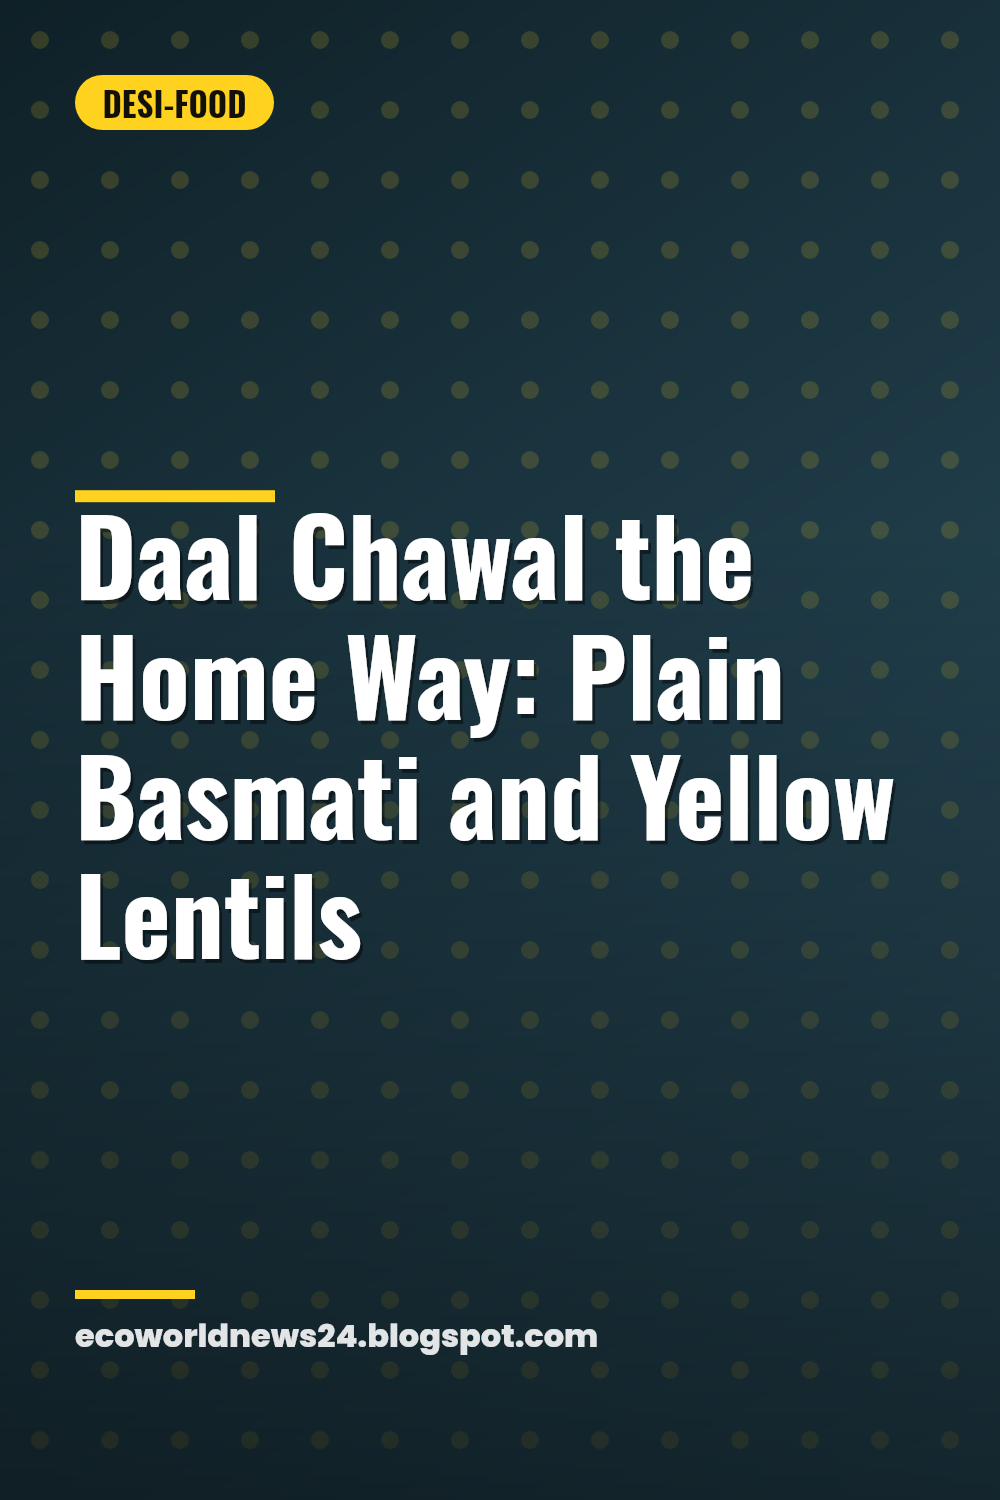 DESI-FOOD
Daal Chawal the
Home Way: Plain
Basmati and Yellow
Lentils
ecoworldnews24.blogspot.com